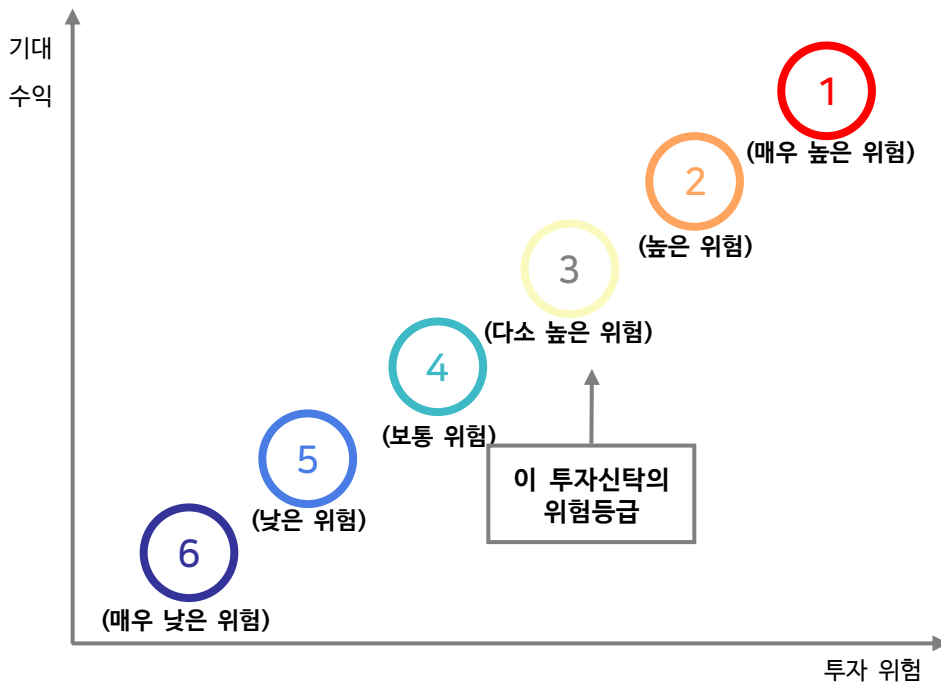 기대
수익
1
(매우 높은 위험)
2
(높은 위험)
3
(다소 높은 위험)
4
(보통 위험)
5
(낮은 위험)
6
(매우 낮은 위험)
이 투자신탁의
위험등급
투자 위험